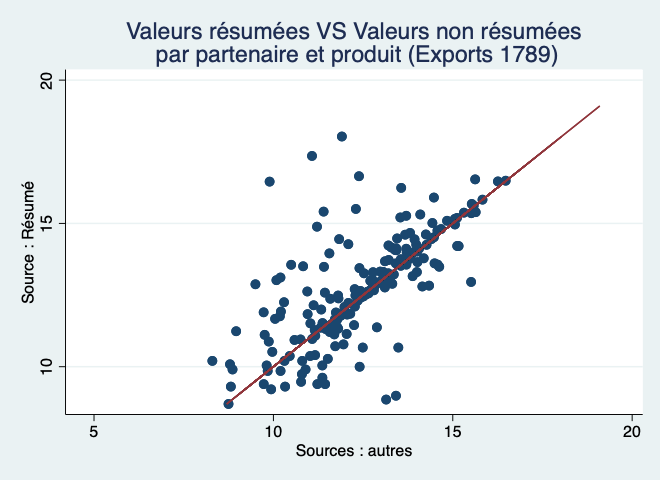 Valeurs résumées VS Valeurs non résumées
par partenaire et produit (Exports 1789)
20
15
10
Source : Résumé
5 10 15 20
Sources : autres